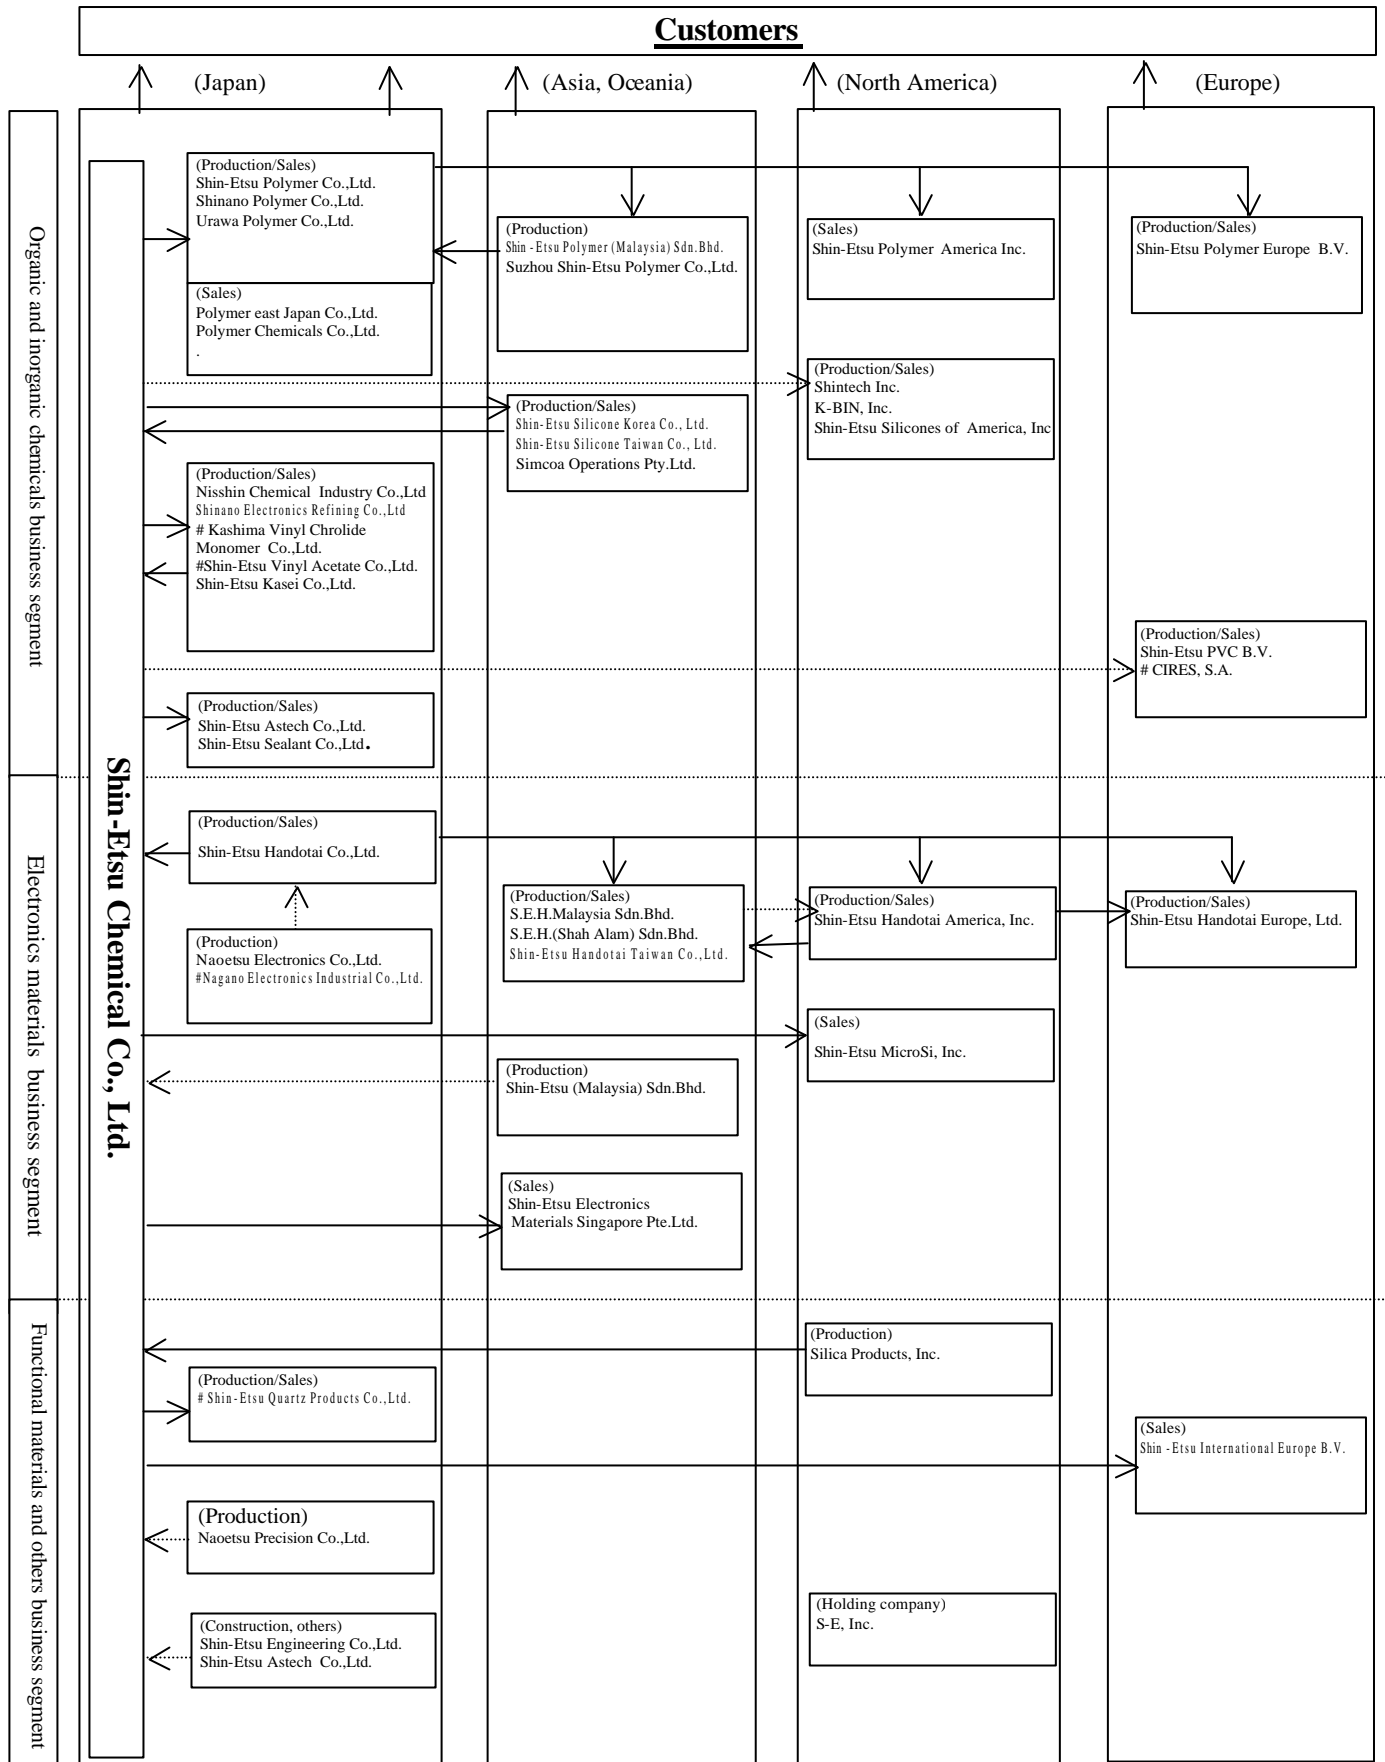 Customers
(Japan)
(Asia, Oceania)
(North America)
(Europe)
Organic and inorganic chemicals business segment
Electronics materials business segment
Functional materials and others business segment
Shin-Etsu Chemical Co., Ltd.
(Production/Sales)
Shin-Etsu Polymer Co.,Ltd.
Shinano Polymer Co.,Ltd.
Urawa Polymer Co.,Ltd.
(Sales)
Polymer east Japan Co.,Ltd.
Polymer Chemicals Co.,Ltd.
.
(Production)
Shin -Etsu Polymer (Malaysia) Sdn.Bhd.
Suzhou Shin-Etsu Polymer Co.,Ltd.
(Sales)
Shin-Etsu Polymer America Inc.
(Production/Sales)
Shin-Etsu Polymer Europe B.V.
(Production/Sales)
Shintech Inc.
K-BIN, Inc.
Shin-Etsu Silicones of America, Inc
(Production/Sales)
Shin-Etsu Silicone Korea Co., Ltd.
Shin-Etsu Silicone Taiwan Co., Ltd.
Simcoa Operations Pty.Ltd.
(Production/Sales)
Nisshin Chemical Industry Co.,Ltd
Shinano Electronics Refining Co.,Ltd
# Kashima Vinyl Chrolide
Monomer Co.,Ltd.
#Shin-Etsu Vinyl Acetate Co.,Ltd.
Shin-Etsu Kasei Co.,Ltd.
(Production/Sales)
Shin-Etsu PVC B.V.
# CIRES, S.A.
(Production/Sales)
Shin-Etsu Astech Co.,Ltd.
Shin-Etsu Sealant Co.,Ltd.
(Production/Sales)
Shin-Etsu Handotai Co.,Ltd.
(Production)
Naoetsu Electronics Co.,Ltd.
#Nagano Electronics Industrial Co.,Ltd.
(Production/Sales)
S.E.H.Malaysia Sdn.Bhd.
S.E.H.(Shah Alam) Sdn.Bhd.
Shin-Etsu Handotai Taiwan Co.,Ltd.
(Production/Sales)
Shin-Etsu Handotai America, Inc.
(Production/Sales)
Shin-Etsu Handotai Europe, Ltd.
(Sales)
Shin-Etsu MicroSi, Inc.
(Production)
Shin-Etsu (Malaysia) Sdn.Bhd.
(Sales)
Shin-Etsu Electronics
Materials Singapore Pte.Ltd.
(Production)
Silica Products, Inc.
(Production/Sales)
# Shin-Etsu Quartz Products Co.,Ltd.
(Sales)
Shin -Etsu International Europe B.V.
(Production)
Naoetsu Precision Co.,Ltd.
(Holding company)
S-E, Inc.
(Construction, others)
Shin-Etsu Engineering Co.,Ltd.
Shin-Etsu Astech Co.,Ltd.